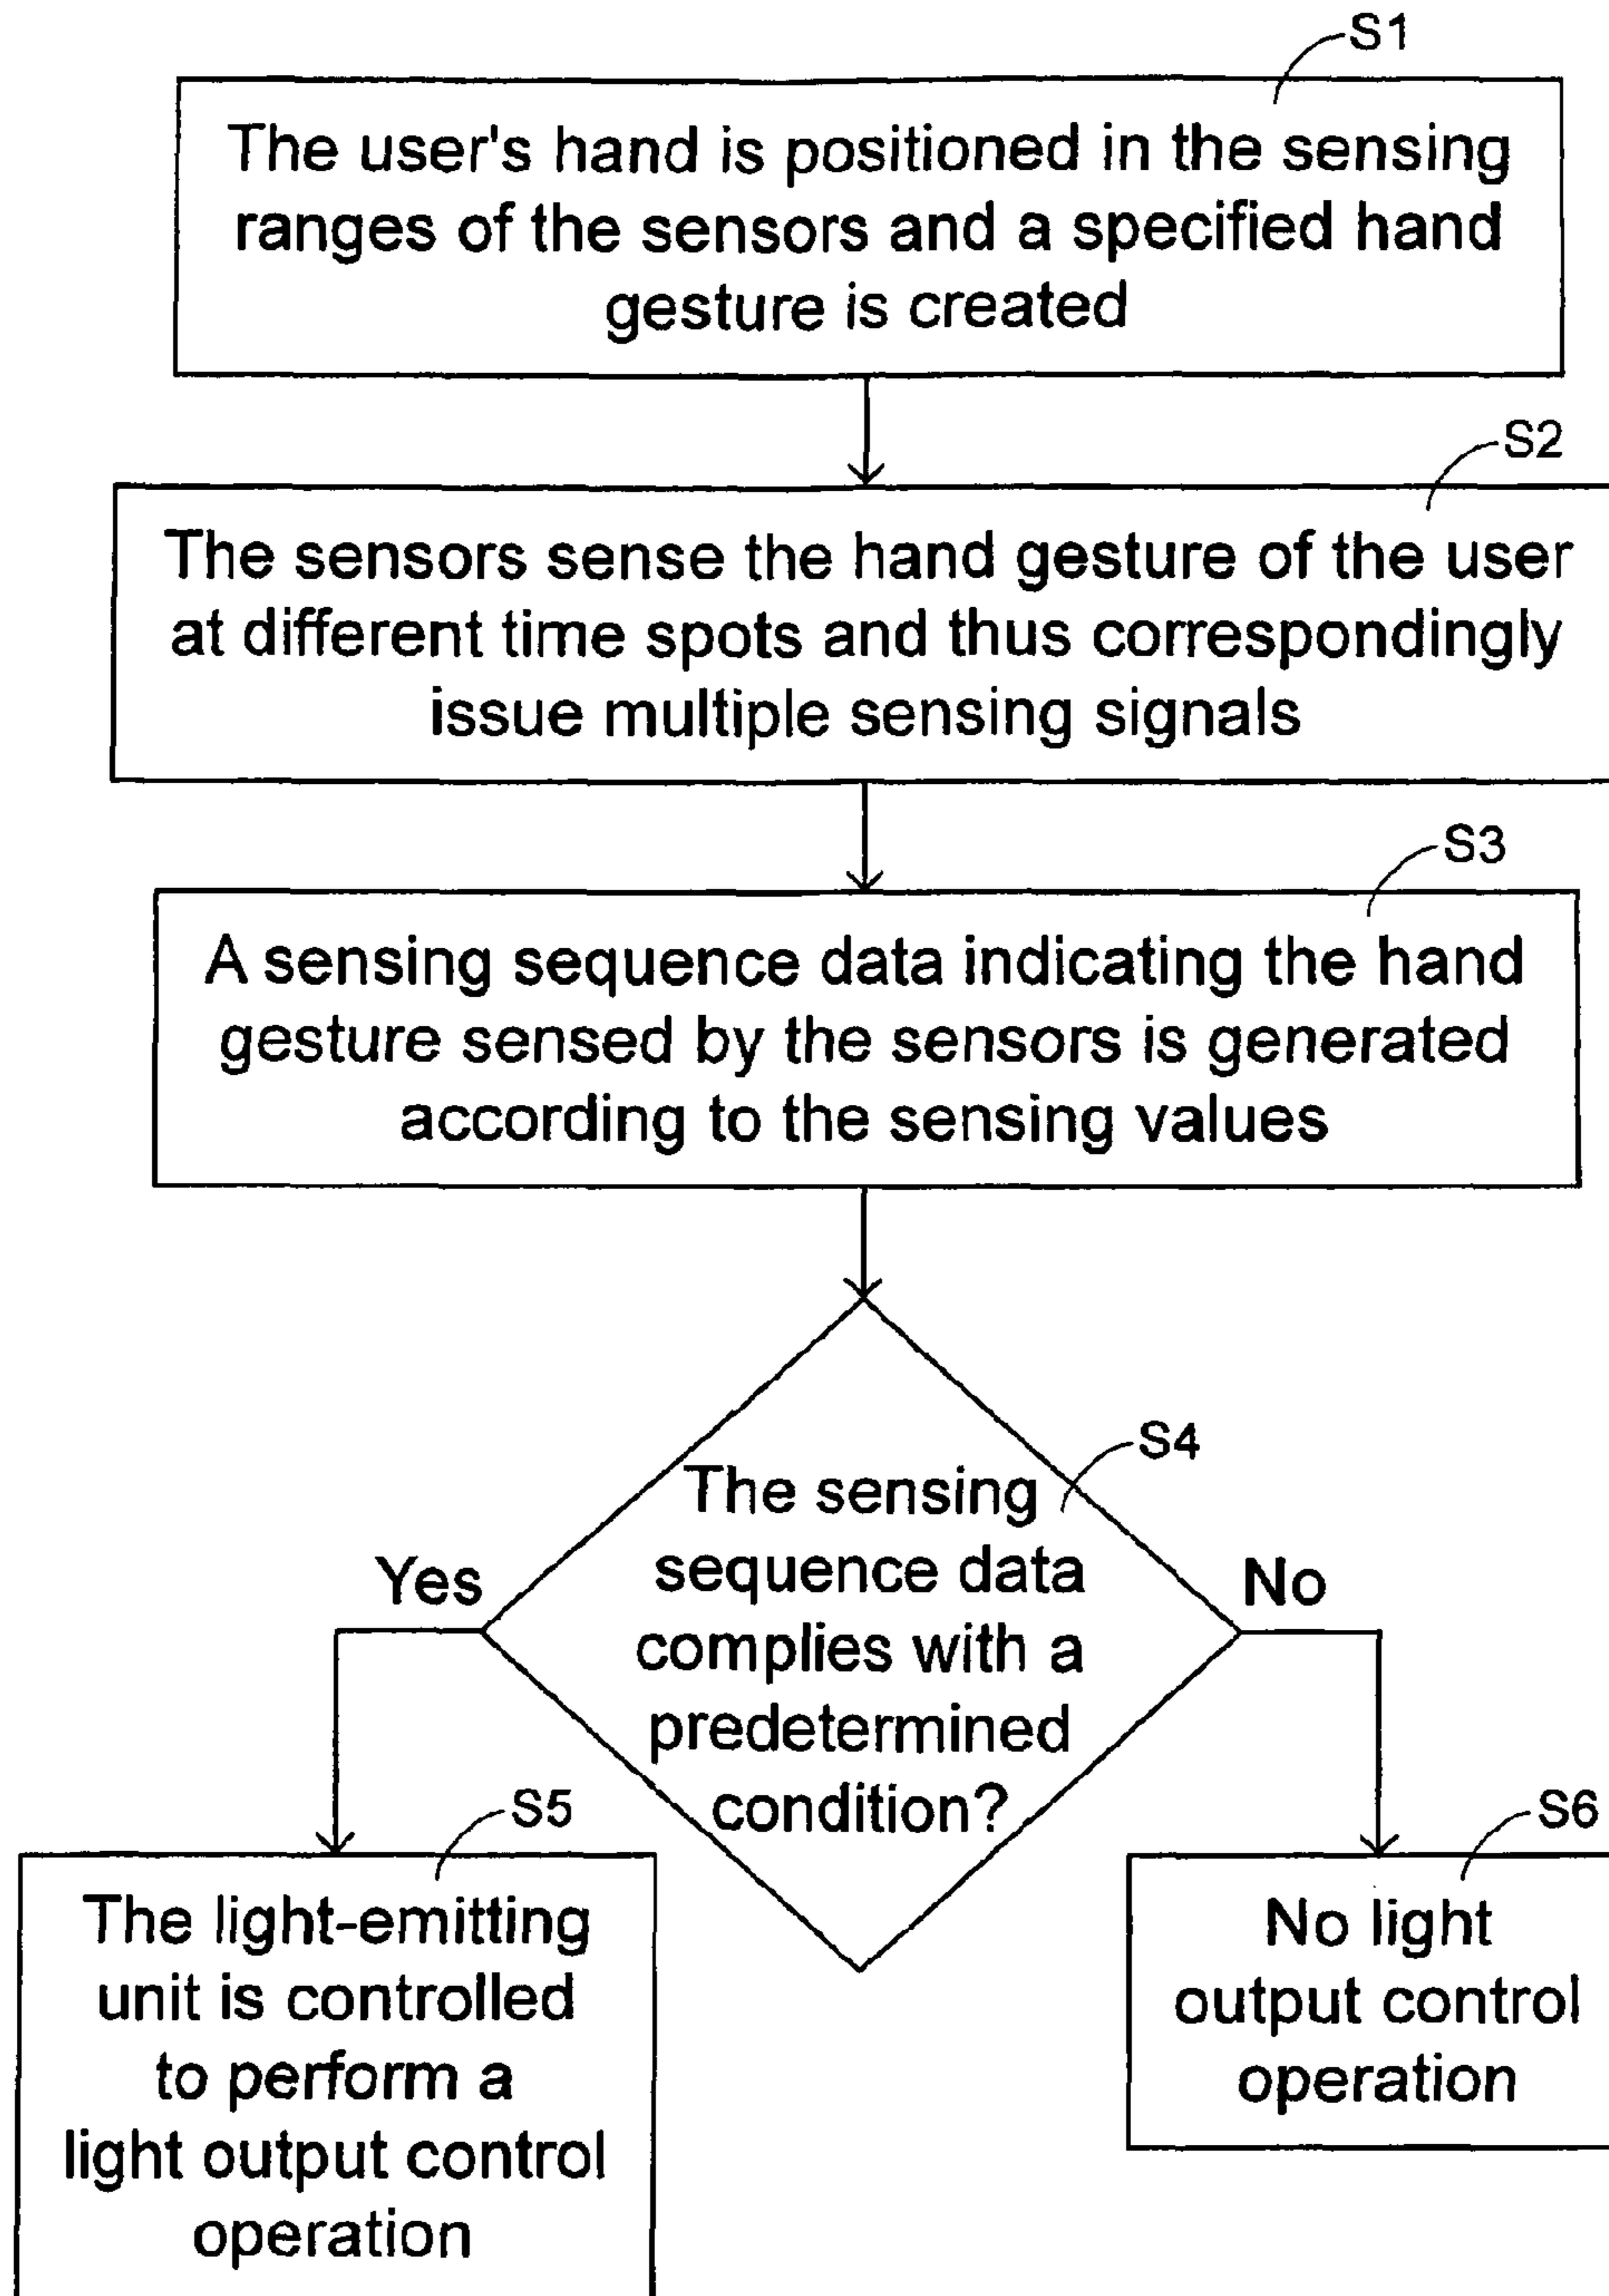 S1
The user's hand is positioned in the sensing
ranges of the sensors and a specified hand
gesture is created
S2
The sensors sense the hand gesture of the user
at different time spots and thus correspondingly
issue multiple sensing signals
S3
A sensing sequence data indicating the hand
gesture sensed by the sensors is generated
according to the sensing values
S4
The sensing
sequence data
complies with a
predetermined
condition?
Yes
No
S5
The light-emitting
unit is controlled
to perform a
light output control
operation
S6
No light
output control
operation